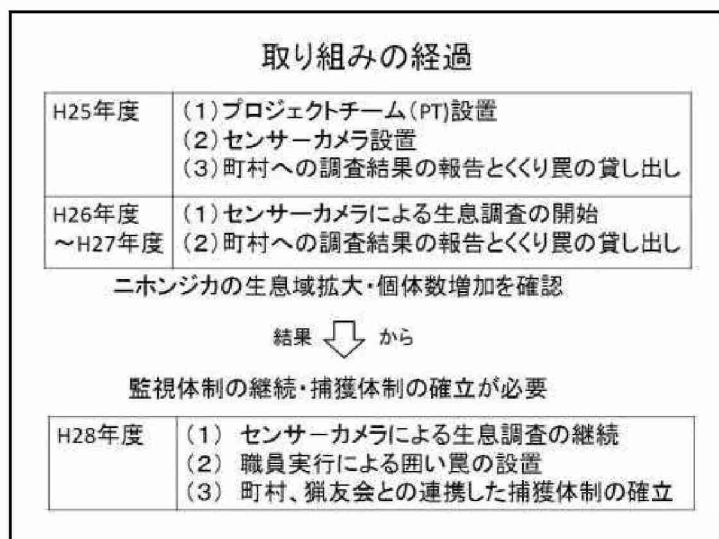 取り組みの経過
H25年度
(1)プロジェクトチーム(PT)設置
(2)センサーカメラ設置
(3)町村への調査結果の報告とくくり罠の貸し出し
H26年度
～H27年度
(1)センサーカメラによる生息調査の開始
(2)町村への調査結果の報告とくくり罠の貸し出し
ニホンジカの生息域拡大・個体数増加を確認
結果 から
監視体制の継続・捕獲体制の確立が必要
H28年度
(1) センサーカメラによる生息調査の継続
(2) 職員実行による囲い罠の設置
(3) 町村、猟友会との連携した捕獲体制の確立